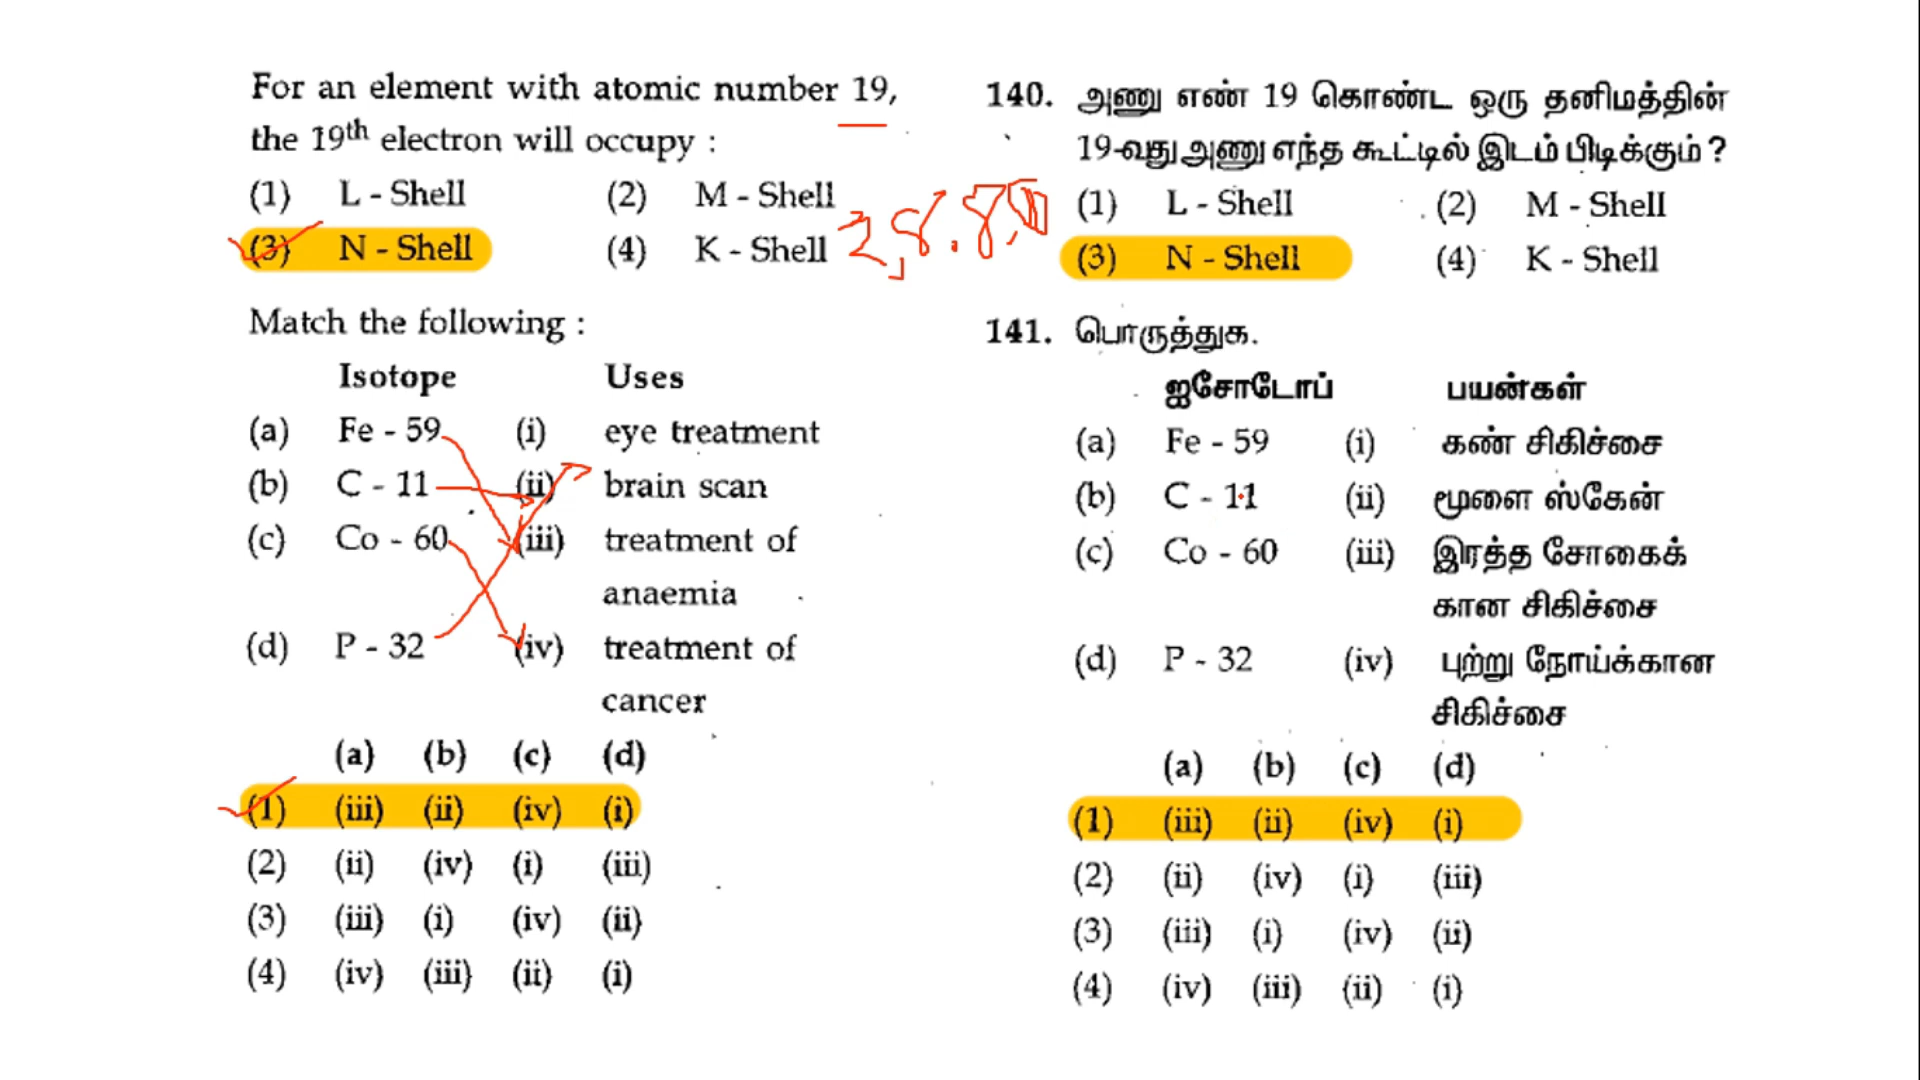 For an element with atomic number 19,
the 19th electron will occupy :
(1) L - Shell (2) M - Shell
(3) N - Shell (4) K - Shell
2, 8. 8, 1
Match the following :
Isotope Uses
(a) Fe - 59 (i) eye treatment
(b) C - 11 (ii) brain scan
(c) Co - 60 (iii) treatment of
anaemia
(d) P - 32 (iv) treatment of
cancer
(a) (b) (c) (d)
(1) (iii) (ii) (iv) (i)
(2) (ii) (iv) (i) (iii)
(3) (iii) (i) (iv) (ii)
(4) (iv) (iii) (ii) (i)
140. அணு எண் 19 கொண்ட ஒரு தனிமத்தின்
19-வது அணு எந்த கூட்டில் இடம் பிடிக்கும் ?
(1) L - Shell (2) M - Shell
(3) N - Shell (4) K - Shell
141. பொருத்துக.
ஐசோடோப் பயன்கள்
(a) Fe - 59 (i) கண் சிகிச்சை
(b) C - 11 (ii) மூளை ஸ்கேன்
(c) Co - 60 (iii) இரத்த சோகைக்
கான சிகிச்சை
(d) P - 32 (iv) புற்று நோய்க்கான
சிகிச்சை
(a) (b) (c) (d)
(1) (iii) (ii) (iv) (i)
(2) (ii) (iv) (i) (iii)
(3) (iii) (i) (iv) (ii)
(4) (iv) (iii) (ii) (i)